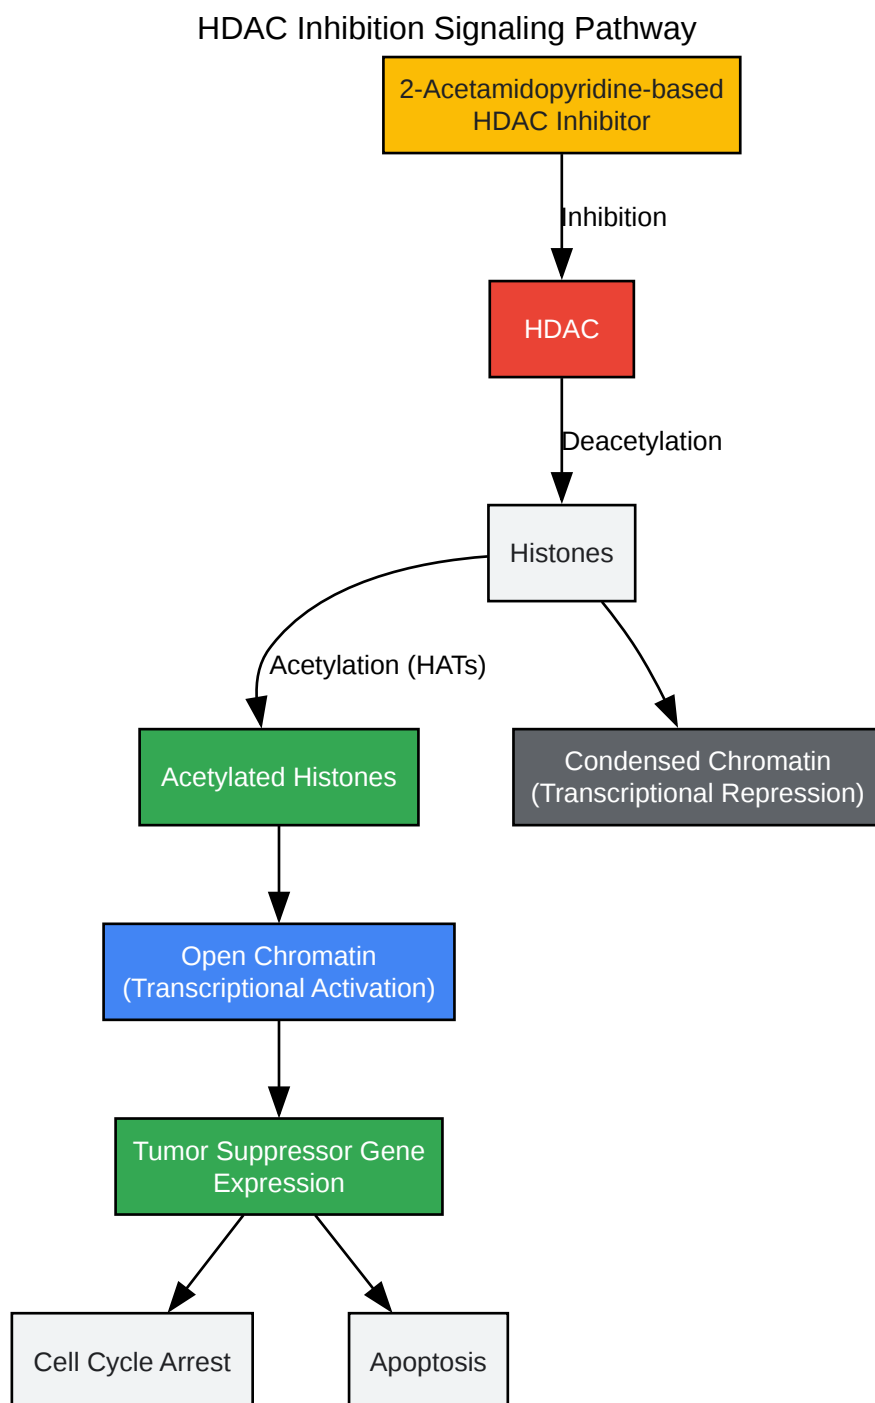 HDAC Inhibition Signaling Pathway
2-Acetamidopyridine-based
HDAC Inhibitor
Inhibition
HDAC
Deacetylation
Histones
Acetylation (HATs)
Acetylated Histones
Condensed Chromatin
(Transcriptional Repression)
Open Chromatin
(Transcriptional Activation)
Tumor Suppressor Gene
Expression
Cell Cycle Arrest
Apoptosis